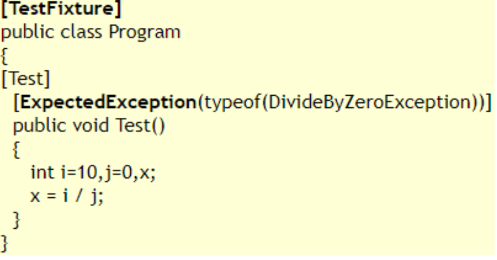 [TestFixture]
public class Program
{
[Test]
[ExpectedException(typeof(DivideByZeroException))]
public void Test()
{
int i=10,j=0,x;
x = i / j;
}
}